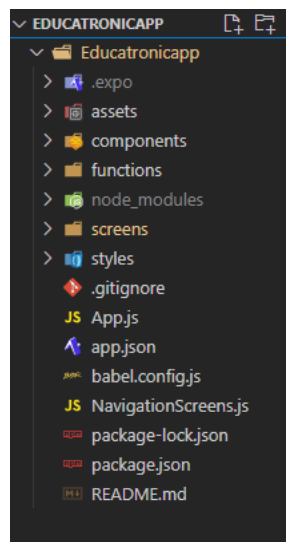 EDUCATRONICAPP
Educatronicapp
.expo
assets
components
functions
node_modules
screens
styles
.gitignore
JS App.js
app.json
babel.config.js
JS NavigationScreens.js
package-lock.json
package.json
README.md